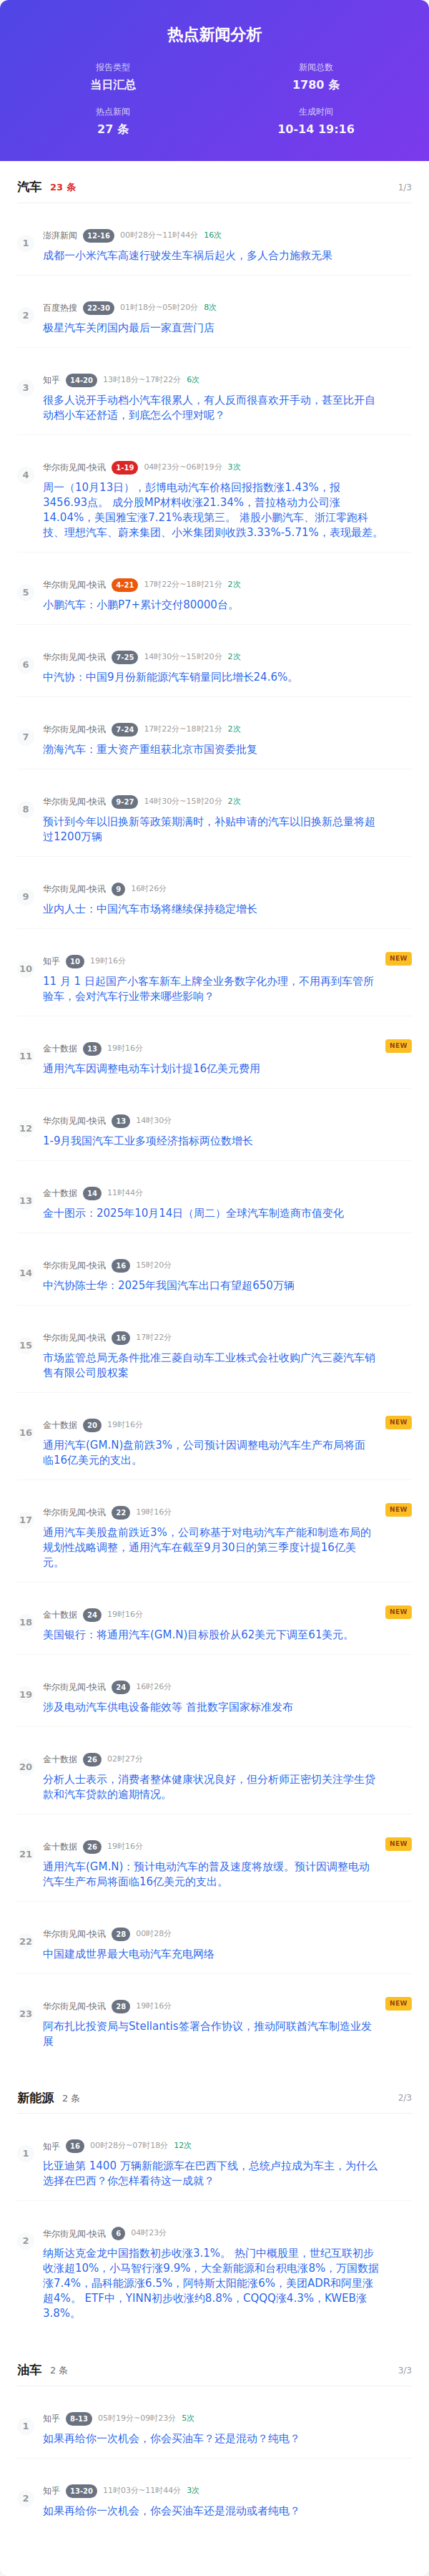 热点新闻分析
报告类型
新闻总数
当日汇总
1780 条
热点新闻
生成时间
27 条
10-14 19:16
汽车 23 条 1/3
1
澎湃新闻 12-16 00时28分~11时44分 16次
成都一小米汽车高速行驶发生车祸后起火，多人合力施救无果
2
百度热搜 22-30 01时18分~05时20分 8次
极星汽车关闭国内最后一家直营门店
3
知乎 14-20 13时18分~17时22分 6次
很多人说开手动档小汽车很累人，有人反而很喜欢开手动，甚至比开自
动档小车还舒适，到底怎么个理对呢？
4
华尔街见闻-快讯 1-19 04时23分~06时19分 3次
周一（10月13日），彭博电动汽车价格回报指数涨1.43%，报
3456.93点。 成分股MP材料收涨21.34%，普拉格动力公司涨
14.04%，美国雅宝涨7.21%表现第三。 港股小鹏汽车、浙江零跑科
技、理想汽车、蔚来集团、小米集团则收跌3.33%-5.71%，表现最差。
5
华尔街见闻-快讯 4-21 17时22分~18时21分 2次
小鹏汽车：小鹏P7+累计交付80000台。
6
华尔街见闻-快讯 7-25 14时30分~15时20分 2次
中汽协：中国9月份新能源汽车销量同比增长24.6%。
7
华尔街见闻-快讯 7-24 17时22分~18时21分 2次
渤海汽车：重大资产重组获北京市国资委批复
8
华尔街见闻-快讯 9-27 14时30分~15时20分 2次
预计到今年以旧换新等政策期满时，补贴申请的汽车以旧换新总量将超
过1200万辆
9
华尔街见闻-快讯 9 16时26分
业内人士：中国汽车市场将继续保持稳定增长
10
知乎 10 19时16分 NEW
11 月 1 日起国产小客车新车上牌全业务数字化办理，不用再到车管所
验车，会对汽车行业带来哪些影响？
11
金十数据 13 19时16分 NEW
通用汽车因调整电动车计划计提16亿美元费用
12
华尔街见闻-快讯 13 14时30分
1-9月我国汽车工业多项经济指标两位数增长
13
金十数据 14 11时44分
金十图示：2025年10月14日（周二）全球汽车制造商市值变化
14
华尔街见闻-快讯 16 15时20分
中汽协陈士华：2025年我国汽车出口有望超650万辆
15
华尔街见闻-快讯 16 17时22分
市场监管总局无条件批准三菱自动车工业株式会社收购广汽三菱汽车销
售有限公司股权案
16
金十数据 20 19时16分 NEW
通用汽车(GM.N)盘前跌3%，公司预计因调整电动汽车生产布局将面
临16亿美元的支出。
17
华尔街见闻-快讯 22 19时16分 NEW
通用汽车美股盘前跌近3%，公司称基于对电动汽车产能和制造布局的
规划性战略调整，通用汽车在截至9月30日的第三季度计提16亿美
元。
18
金十数据 24 19时16分 NEW
美国银行：将通用汽车(GM.N)目标股价从62美元下调至61美元。
19
华尔街见闻-快讯 24 16时26分
涉及电动汽车供电设备能效等 首批数字国家标准发布
20
金十数据 26 02时27分
分析人士表示，消费者整体健康状况良好，但分析师正密切关注学生贷
款和汽车贷款的逾期情况。
21
金十数据 26 19时16分 NEW
通用汽车(GM.N)：预计电动汽车的普及速度将放缓。预计因调整电动
汽车生产布局将面临16亿美元的支出。
22
华尔街见闻-快讯 28 00时28分
中国建成世界最大电动汽车充电网络
23
华尔街见闻-快讯 28 19时16分 NEW
阿布扎比投资局与Stellantis签署合作协议，推动阿联酋汽车制造业发
展
新能源 2 条 2/3
1
知乎 16 00时28分~07时18分 12次
比亚迪第 1400 万辆新能源车在巴西下线，总统卢拉成为车主，为什么
选择在巴西？你怎样看待这一成就？
2
华尔街见闻-快讯 6 04时23分
纳斯达克金龙中国指数初步收涨3.1%。 热门中概股里，世纪互联初步
收涨超10%，小马智行涨9.9%，大全新能源和台积电涨8%，万国数据
涨7.4%，晶科能源涨6.5%，阿特斯太阳能涨6%，美团ADR和阿里涨
超4%。 ETF中，YINN初步收涨约8.8%，CQQQ涨4.3%，KWEB涨
3.8%。
油车 2 条 3/3
1
知乎 8-13 05时19分~09时23分 5次
如果再给你一次机会，你会买油车？还是混动？纯电？
2
知乎 13-20 11时03分~11时44分 3次
如果再给你一次机会，你会买油车还是混动或者纯电？